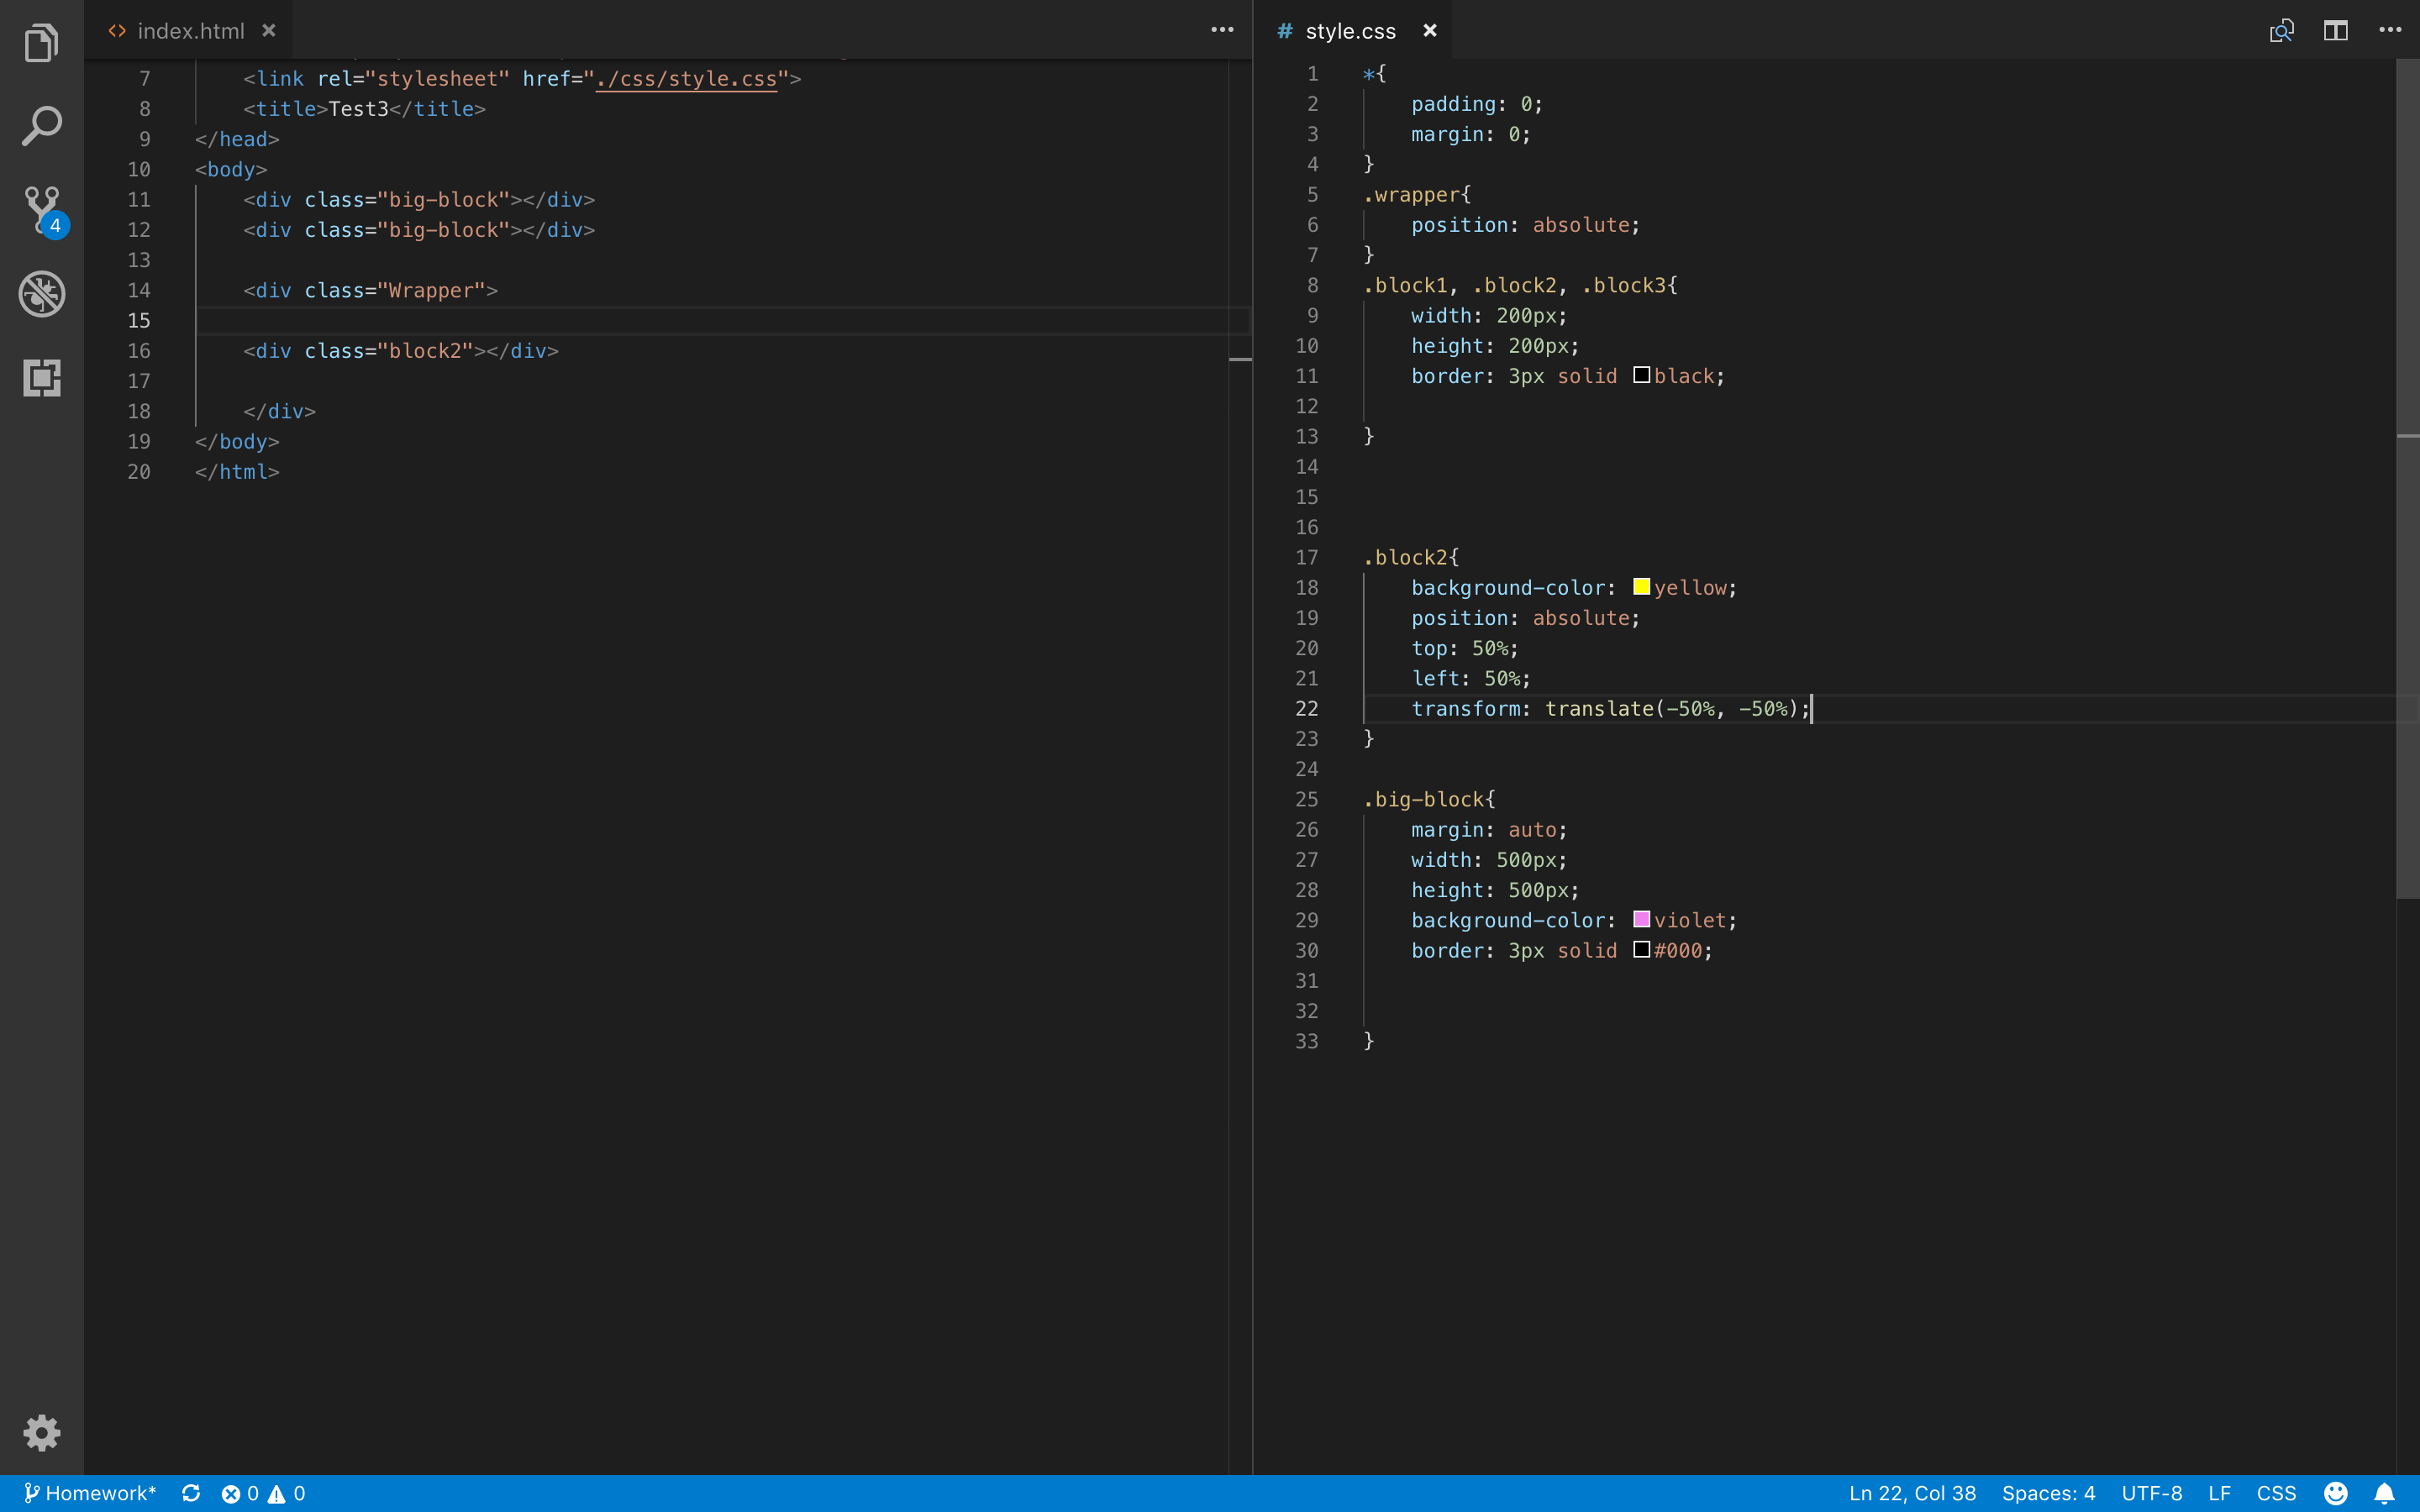 index.html
7 <link rel="stylesheet" href="./css/style.css">
8 <title>Test3</title>
9 </head>
10 <body>
11 <div class="big-block"></div>
12 <div class="big-block"></div>
13
14 <div class="Wrapper">
15
16 <div class="block2"></div>
17
18 </div>
19 </body>
20 </html>
# style.css
1 *{
2 padding: 0;
3 margin: 0;
4 }
5 .wrapper{
6 position: absolute;
7 }
8 .block1, .block2, .block3{
9 width: 200px;
10 height: 200px;
11 border: 3px solid black;
12
13 }
14
15
16
17 .block2{
18 background-color: yellow;
19 position: absolute;
20 top: 50%;
21 left: 50%;
22 transform: translate(-50%, -50%);
23 }
24
25 .big-block{
26 margin: auto;
27 width: 500px;
28 height: 500px;
29 background-color: violet;
30 border: 3px solid #000;
31
32
33 }
4
Homework* 0 0 Ln 22, Col 38 Spaces: 4 UTF-8 LF CSS